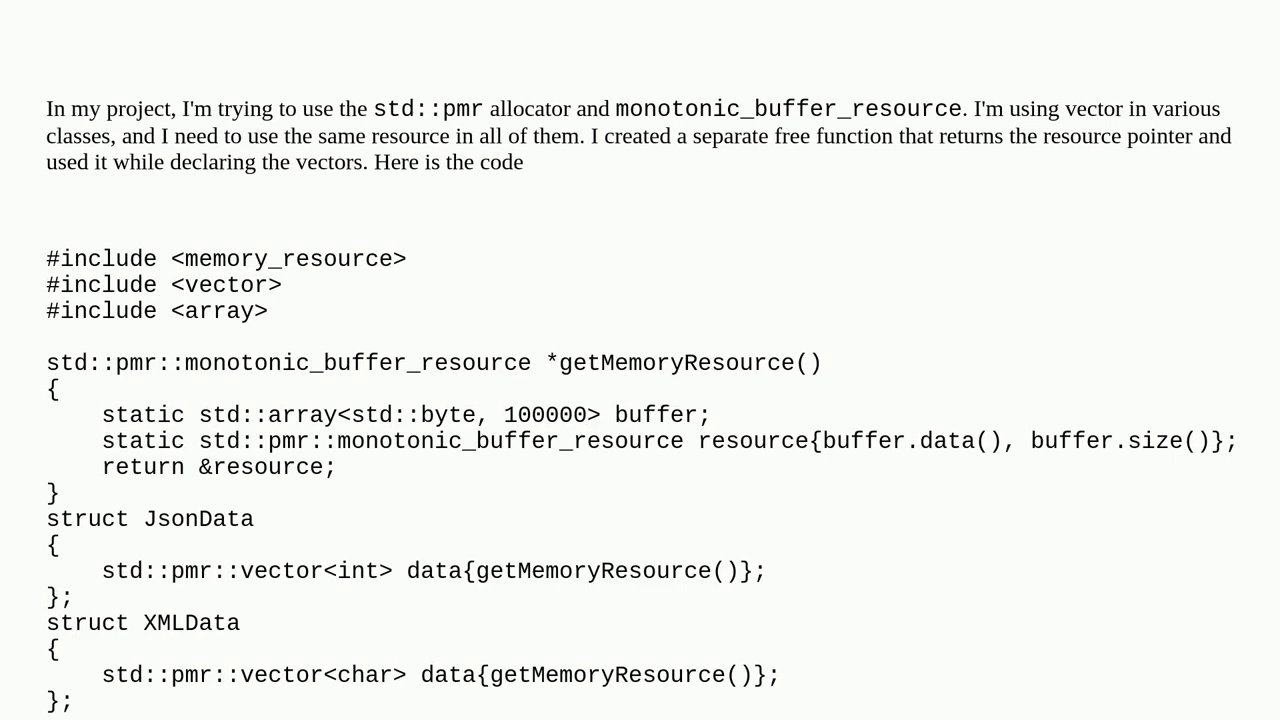 In my project, I'm trying to use the std::pmr allocator and monotonic_buffer_resource. I'm using vector in various
classes, and I need to use the same resource in all of them. I created a separate free function that returns the resource pointer and
used it while declaring the vectors. Here is the code
#include <memory_resource>
#include <vector>
#include <array>
std::pmr::monotonic_buffer_resource *getMemoryResource()
{
    static std::array<std::byte, 100000> buffer;
    static std::pmr::monotonic_buffer_resource resource{buffer.data(), buffer.size()};
    return &resource;
}
struct JsonData
{
    std::pmr::vector<int> data{getMemoryResource()};
};
struct XMLData
{
    std::pmr::vector<char> data{getMemoryResource()};
};